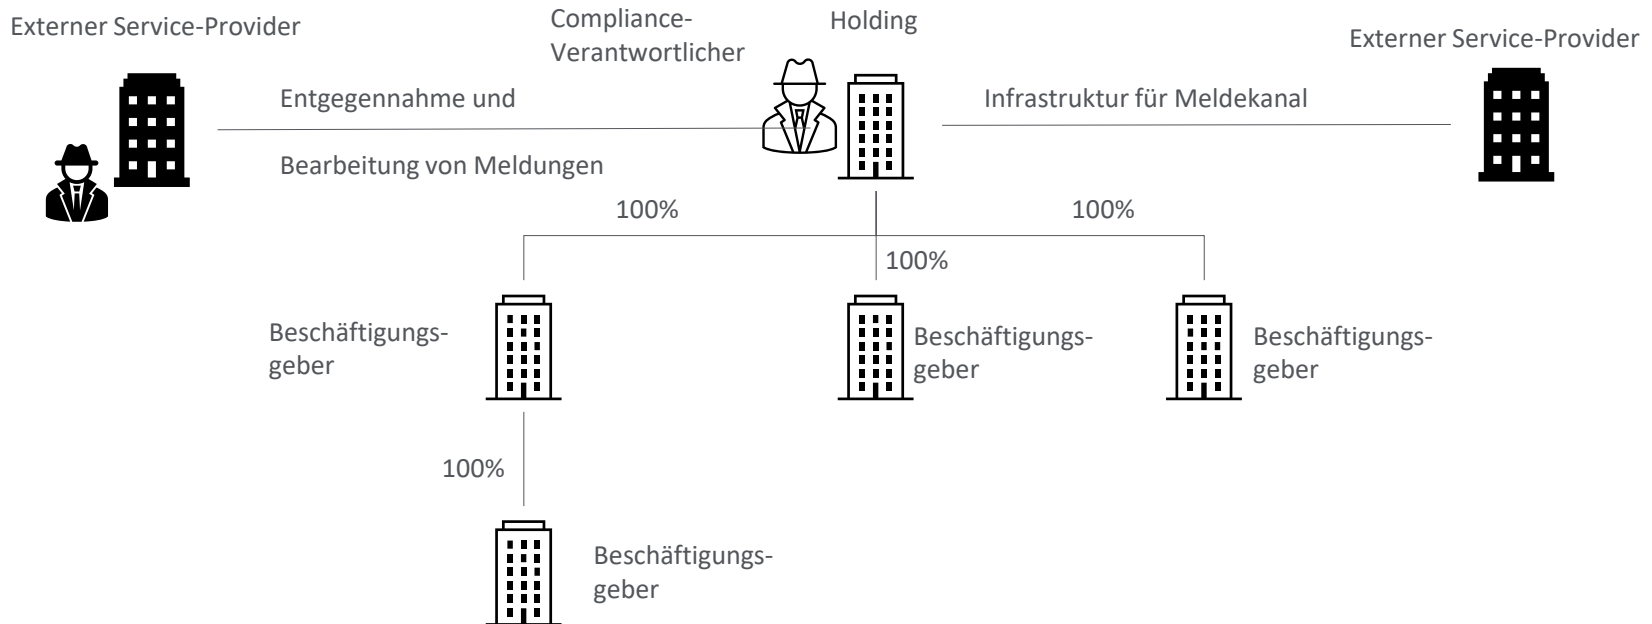 Externer Service-Provider
Compliance-
Verantwortlicher
Holding
Externer Service-Provider
Entgegennahme und
Bearbeitung von Meldungen
Infrastruktur für Meldekanal
100%
100%
100%
Beschäftigungs-
geber
Beschäftigungs-
geber
Beschäftigungs-
geber
100%
Beschäftigungs-
geber